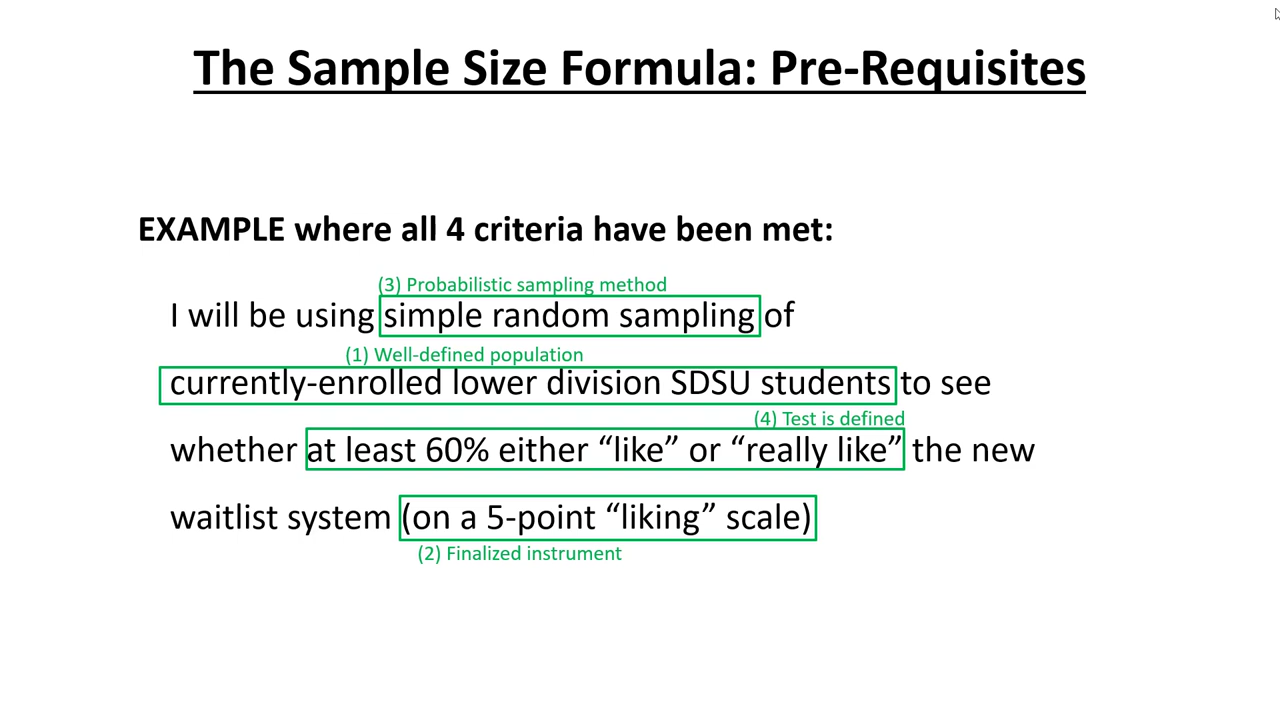 The Sample Size Formula: Pre-Requisites
EXAMPLE where all 4 criteria have been met:
(3) Probabilistic sampling method
I will be using simple random sampling of
(1) Well-defined population
currently-enrolled lower division SDSU students to see
(4) Test is defined
whether at least 60% either “like” or “really like” the new
waitlist system (on a 5-point “liking” scale)
(2) Finalized instrument